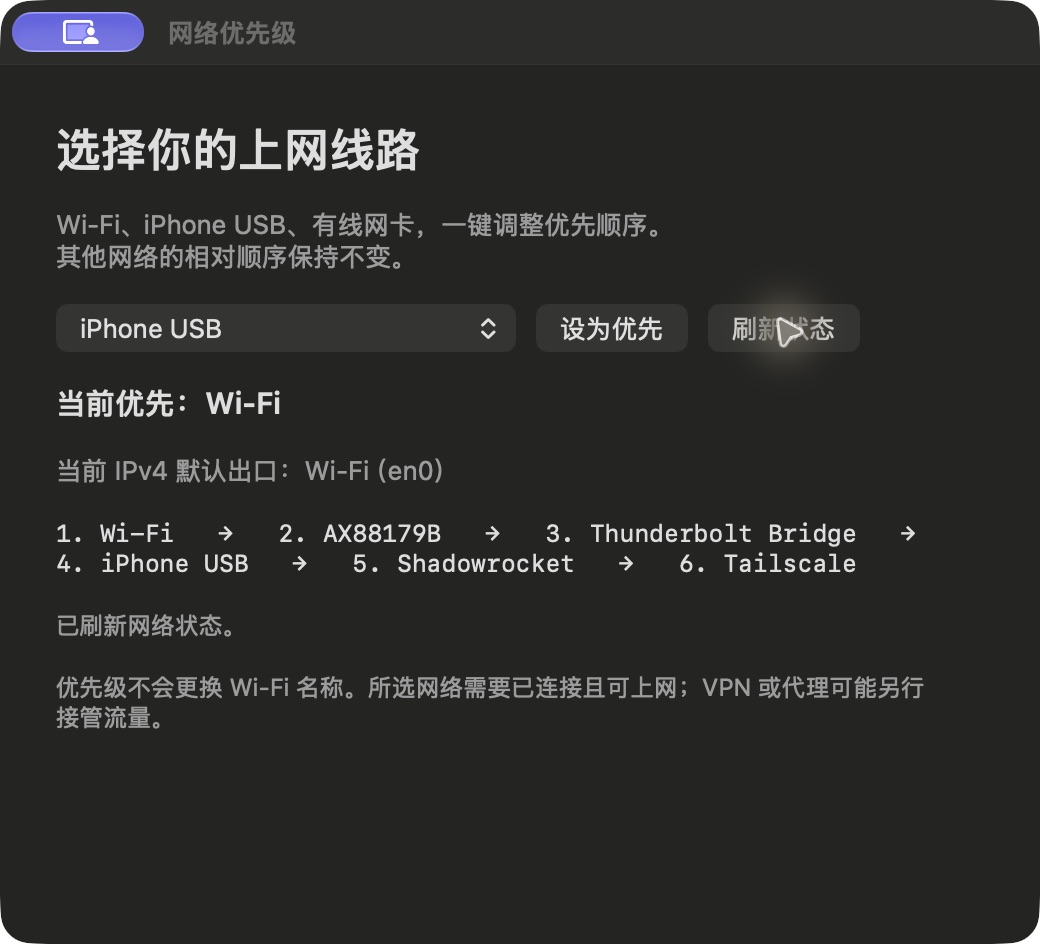 网络优先级
选择你的上网线路
Wi-Fi、iPhone USB、有线网卡，一键调整优先顺序。
其他网络的相对顺序保持不变。
iPhone USB
设为优先
刷新状态
当前优先：Wi-Fi
当前 IPv4 默认出口：Wi-Fi (en0)
1. Wi-Fi → 2. AX88179B → 3. Thunderbolt Bridge →
4. iPhone USB → 5. Shadowrocket → 6. Tailscale
已刷新网络状态。
优先级不会更换 Wi-Fi 名称。所选网络需要已连接且可上网；VPN 或代理可能另行
接管流量。